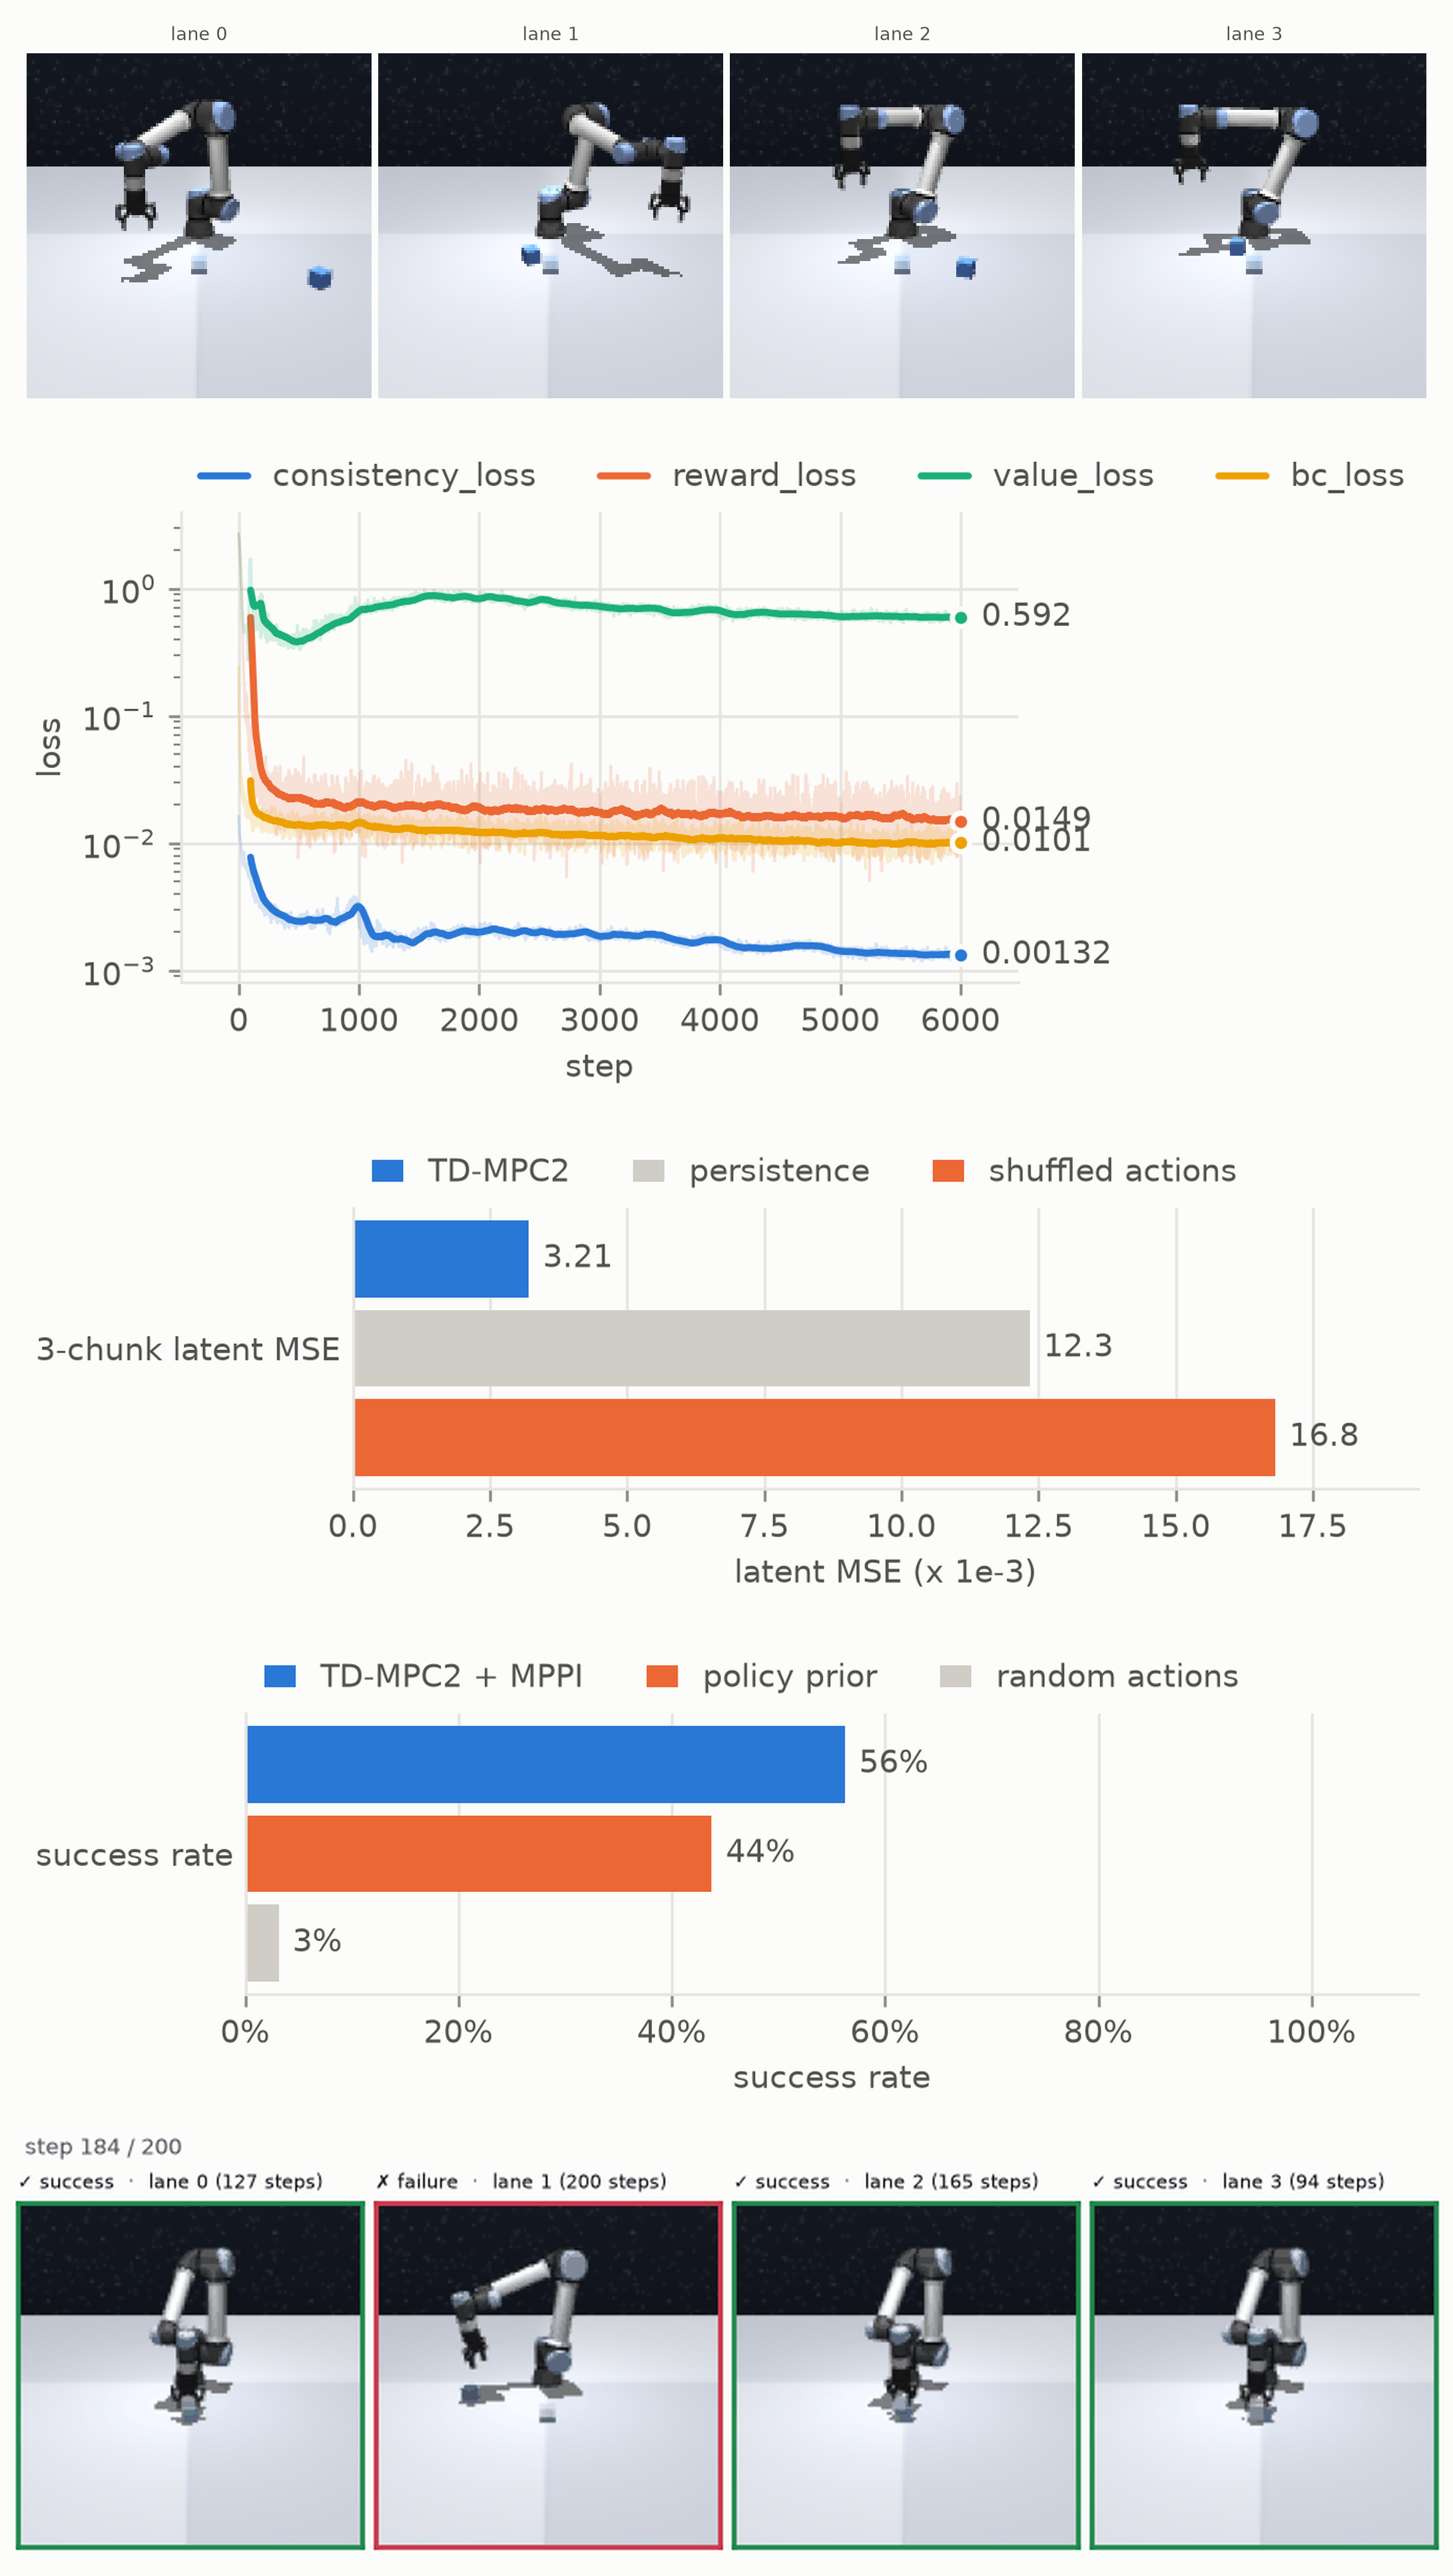 lane 0 lane 1 lane 2 lane 3
consistency_loss reward_loss value_loss bc_loss
10⁰
10⁻¹
10⁻²
10⁻³
loss
0.592
0.0149
0.0101
0.00132
0 1000 2000 3000 4000 5000 6000
step
TD-MPC2 persistence shuffled actions
3.21
3-chunk latent MSE
12.3
16.8
0.0 2.5 5.0 7.5 10.0 12.5 15.0 17.5
latent MSE (x 1e-3)
TD-MPC2 + MPPI policy prior random actions
56%
success rate
44%
3%
0% 20% 40% 60% 80% 100%
success rate
step 184 / 200
✓ success · lane 0 (127 steps) ✗ failure · lane 1 (200 steps) ✓ success · lane 2 (165 steps) ✓ success · lane 3 (94 steps)